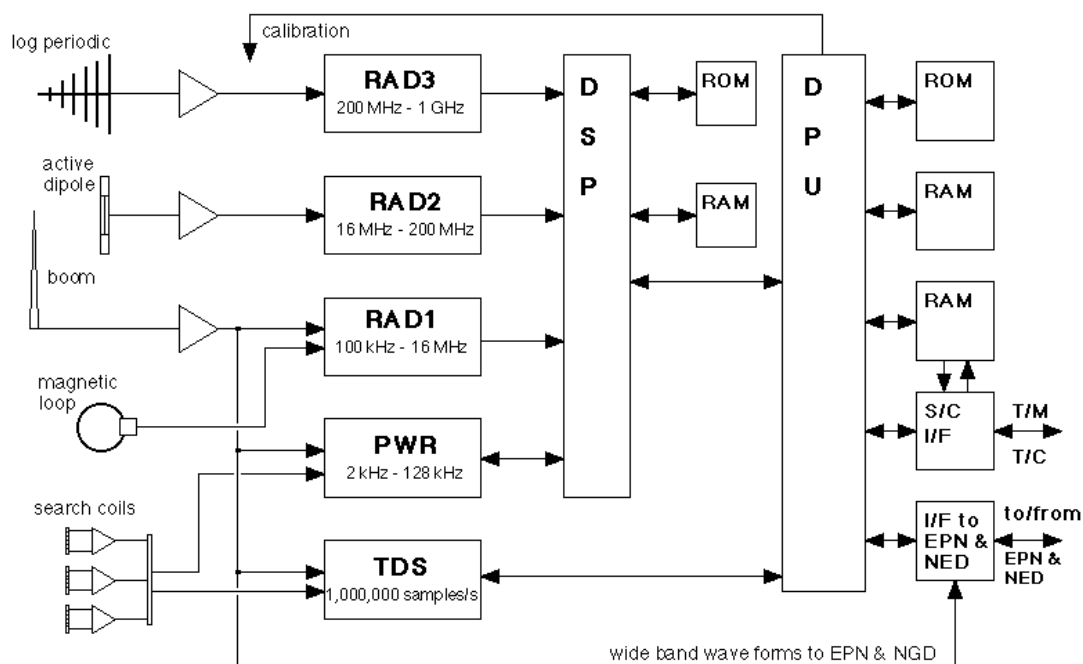 calibration
log periodic
RAD3
200 MHz - 1 GHz
D
S
P
ROM
D
P
U
ROM
active
dipole
RAD2
16 MHz - 200 MHz
RAM
RAM
boom
RAD1
100 kHz - 16 MHz
RAM
magnetic
loop
S/C
I/F
T/M
T/C
PWR
2 kHz - 128 kHz
search coils
I/F to
EPN &
NED
to/from
EPN &
NED
TDS
1,000,000 samples/s
wide band wave forms to EPN & NGD